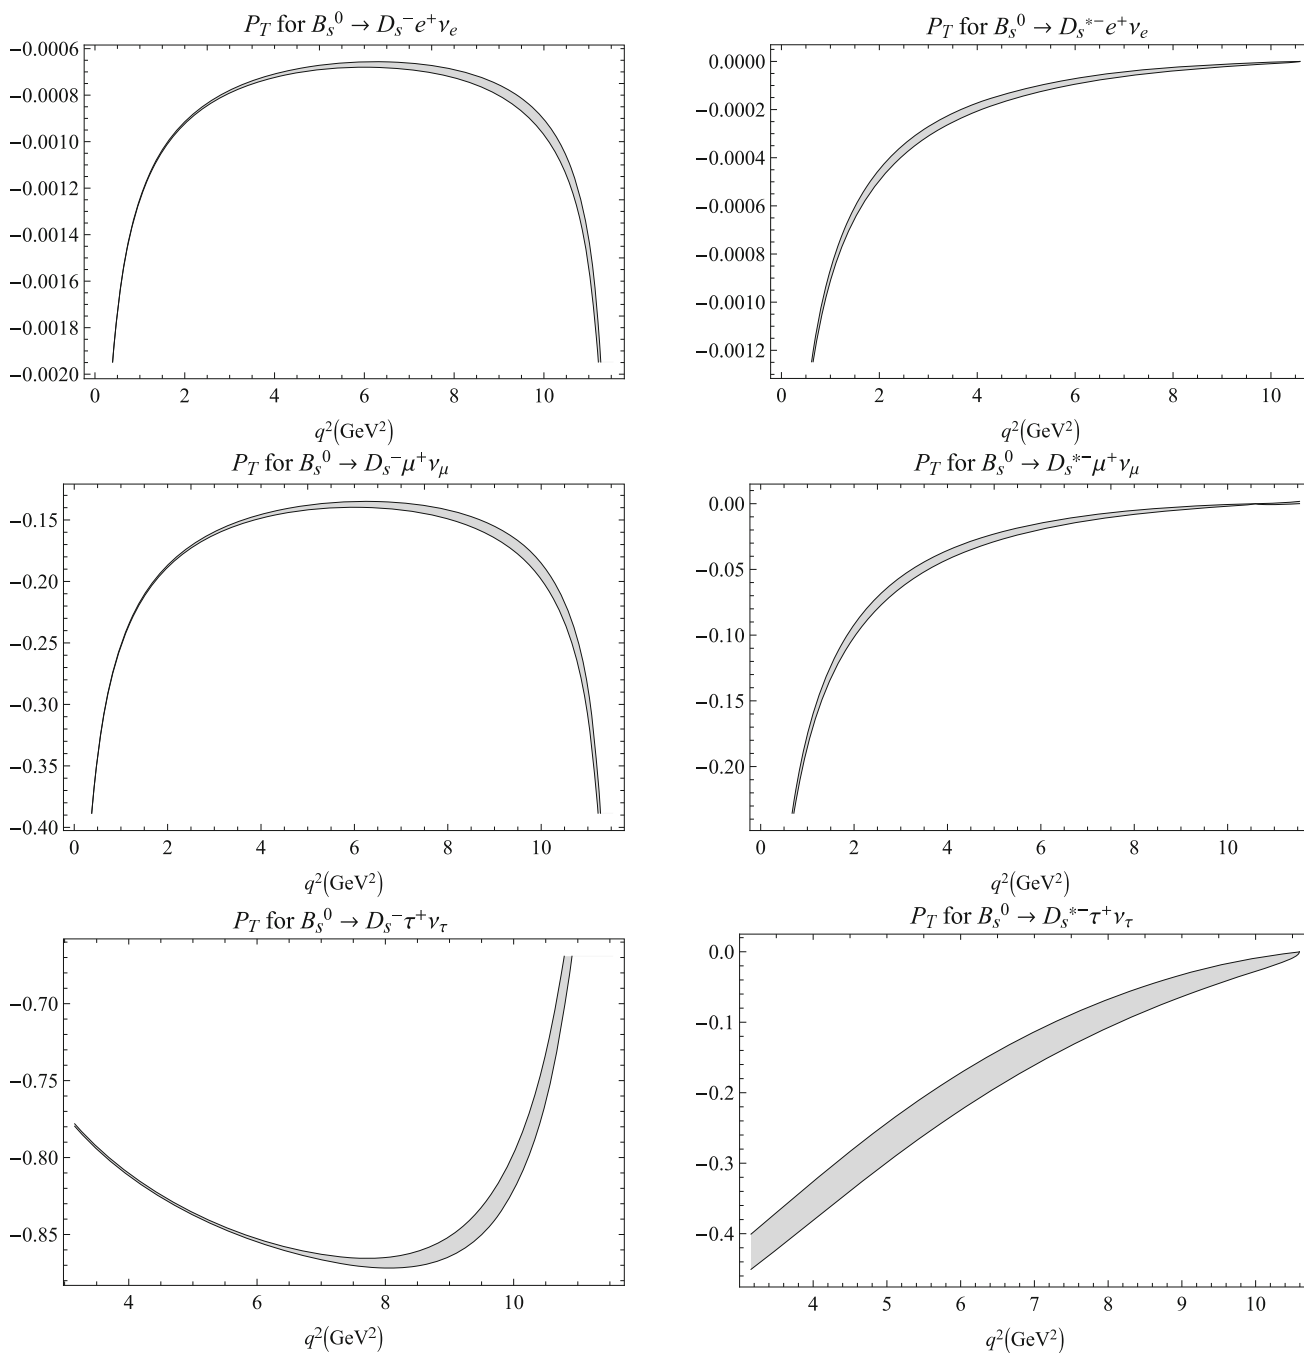 P_T for B_s^0 → D_s^- e^+ ν_e
−0.0006
−0.0008
−0.0010
−0.0012
−0.0014
−0.0016
−0.0018
−0.0020
0 2 4 6 8 10
q^2(GeV^2)
P_T for B_s^0 → D_s^{*−} e^+ ν_e
0.0000
−0.0002
−0.0004
−0.0006
−0.0008
−0.0010
−0.0012
0 2 4 6 8 10
q^2(GeV^2)
P_T for B_s^0 → D_s^- μ^+ ν_μ
−0.15
−0.20
−0.25
−0.30
−0.35
−0.40
0 2 4 6 8 10
q^2(GeV^2)
P_T for B_s^0 → D_s^{*−} μ^+ ν_μ
0.00
−0.05
−0.10
−0.15
−0.20
0 2 4 6 8 10
q^2(GeV^2)
P_T for B_s^0 → D_s^- τ^+ ν_τ
−0.70
−0.75
−0.80
−0.85
4 6 8 10
q^2(GeV^2)
P_T for B_s^0 → D_s^{*−} τ^+ ν_τ
0.0
−0.1
−0.2
−0.3
−0.4
4 5 6 7 8 9 10
q^2(GeV^2)